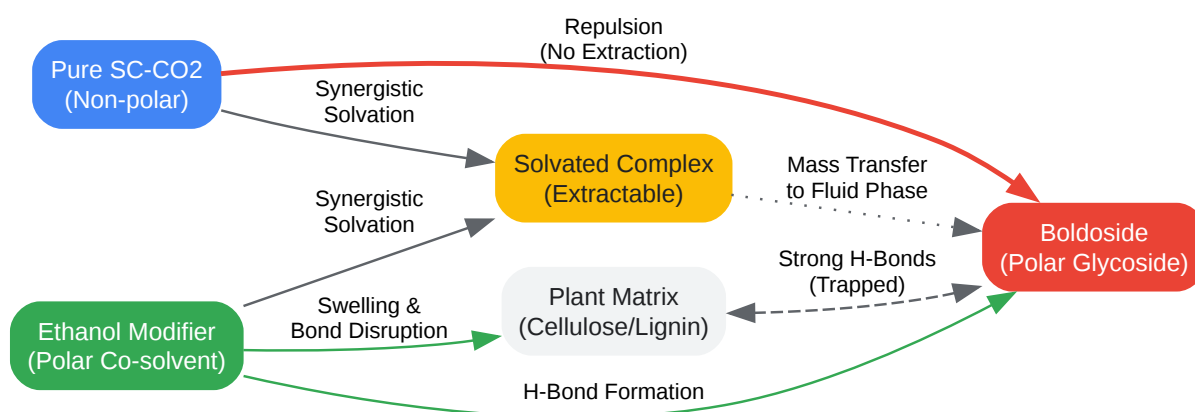 Repulsion
(No Extraction)
Pure SC-CO2
(Non-polar)
Synergistic
Solvation
Solvated Complex
(Extractable)
Mass Transfer
to Fluid Phase
Synergistic
Solvation
Boldoside
(Polar Glycoside)
Strong H-Bonds
(Trapped)
Plant Matrix
(Cellulose/Lignin)
Swelling &
Bond Disruption
Ethanol Modifier
(Polar Co-solvent)
H-Bond Formation